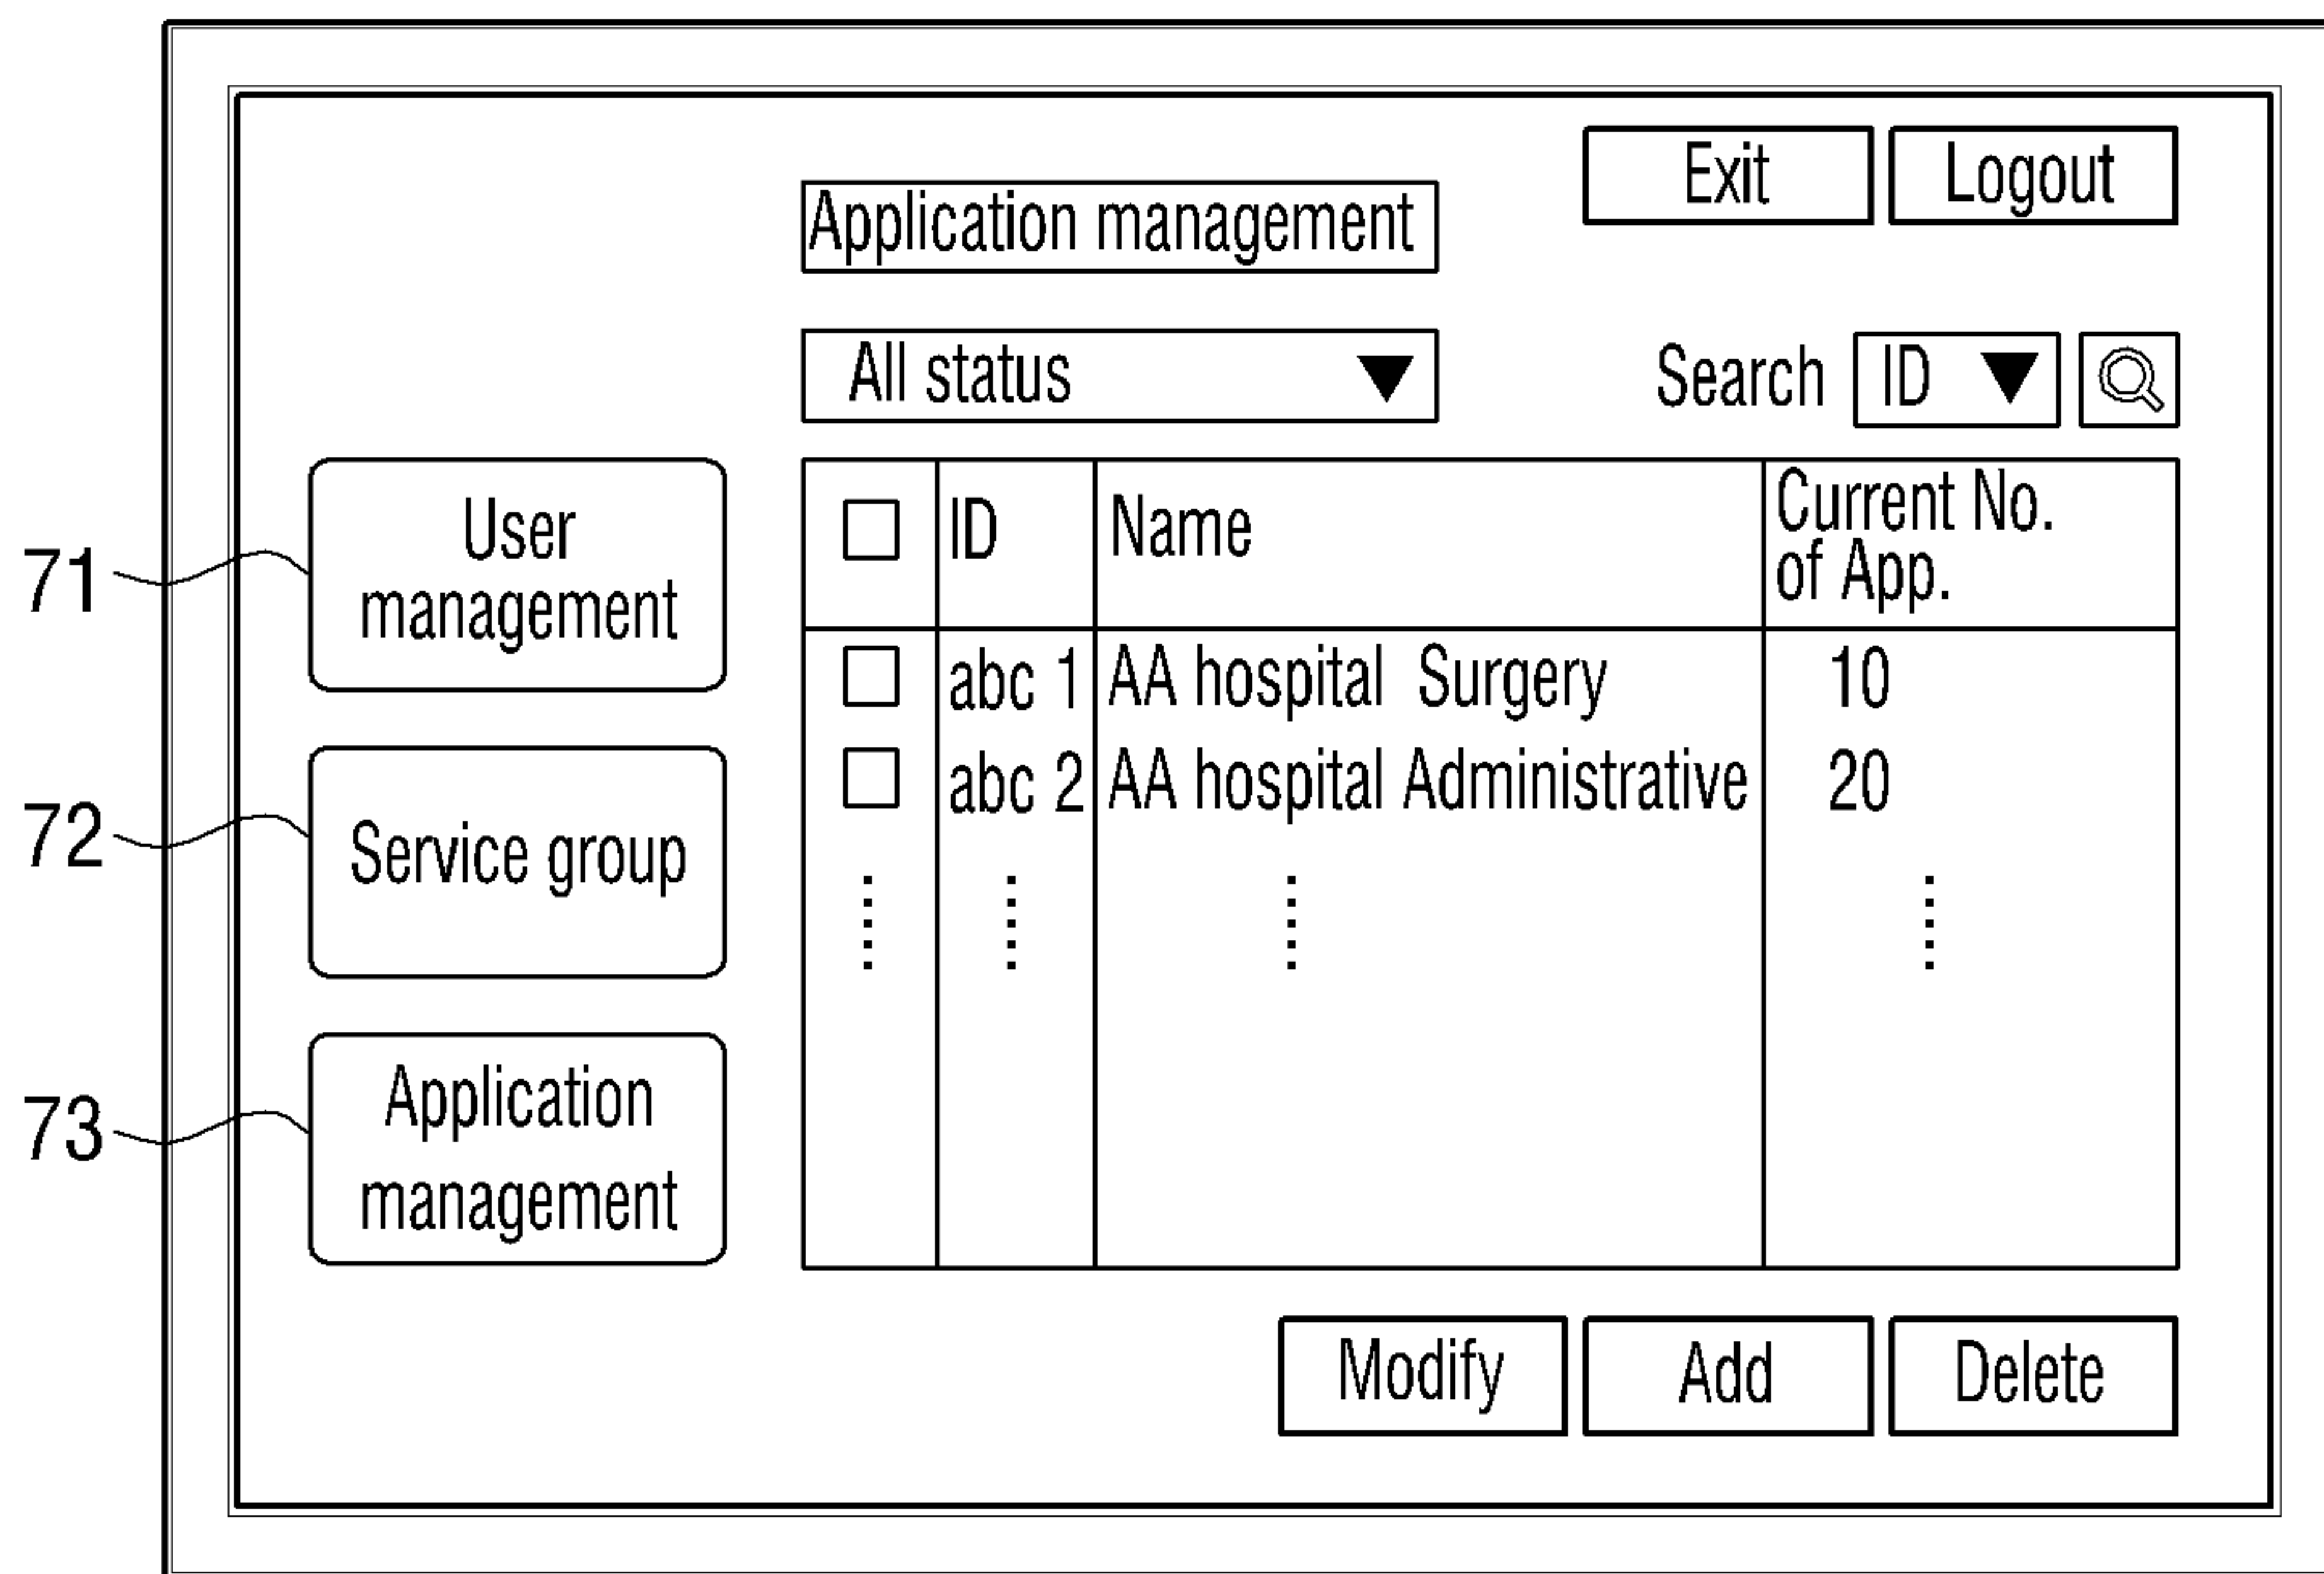 Exit Logout
Application management
All status
Search ID
71
User
management
72
Service group
73
Application
management
ID Name Current No.
of App.
abc 1 AA hospital Surgery 10
abc 2 AA hospital Administrative 20
Modify Add Delete